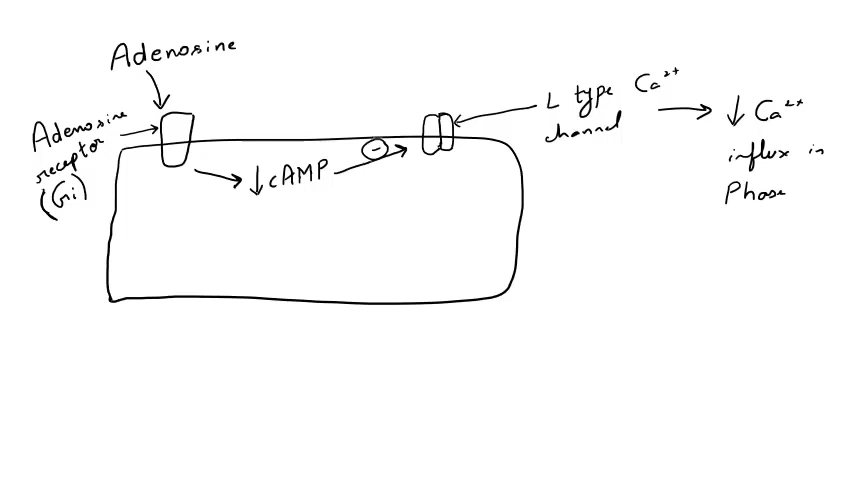 Adenosine
Adenosine
receptor
(Gi)
↓ cAMP
−
L type Ca²⁺
channel
↓ Ca²⁺
influx in
Phase